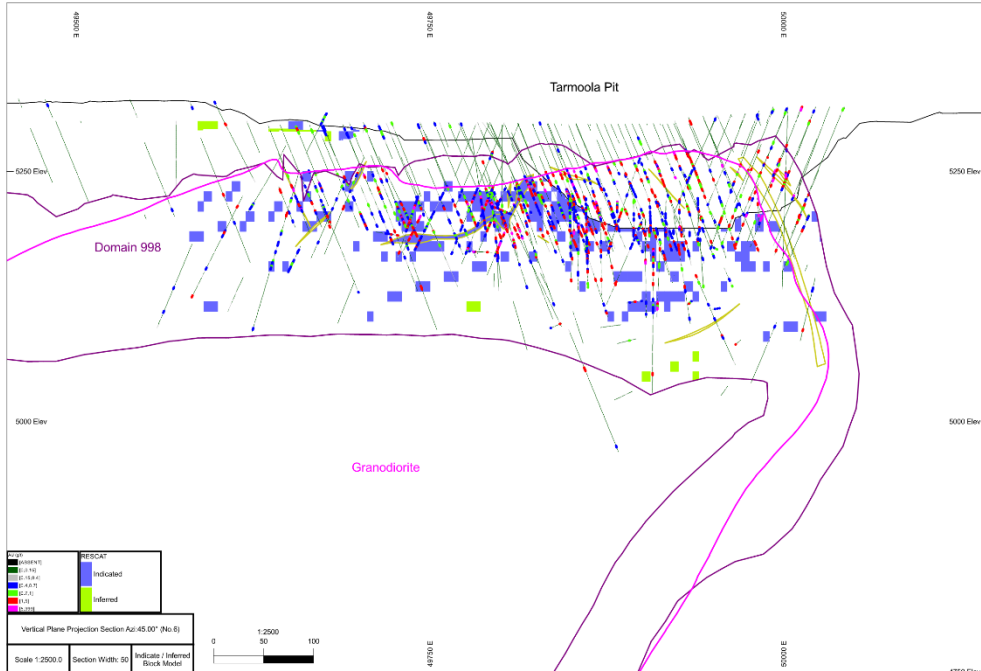 49500 E
49750 E
50000 E
Tarmoola Pit
5250 Elev
5250 Elev
Domain 998
5000 Elev
5000 Elev
Granodiorite
RESCAT
Indicated
Inferred
Vertical Plane Projection Section Azi:45.00° (No.6)
Scale 1:2500.0
Section Width: 50
Indicate / Inferred
Block Model
1:2500
0 50 100
49750 E
50000 E
4750 Elev